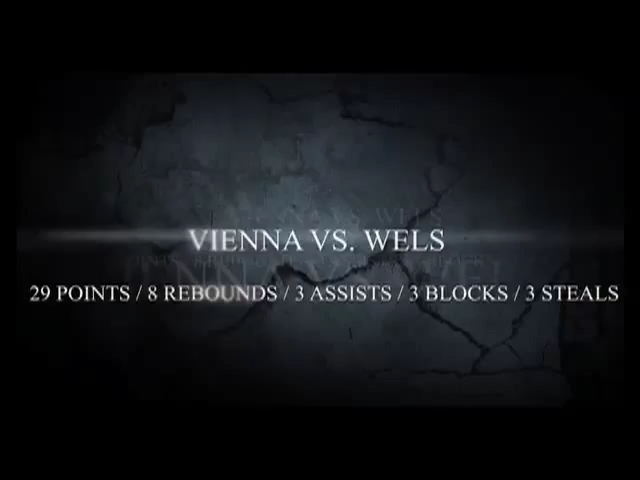 VIENNA VS. WELS
29 POINTS / 8 REBOUNDS / 3 ASSISTS / 3 BLOCKS / 3 STEALS